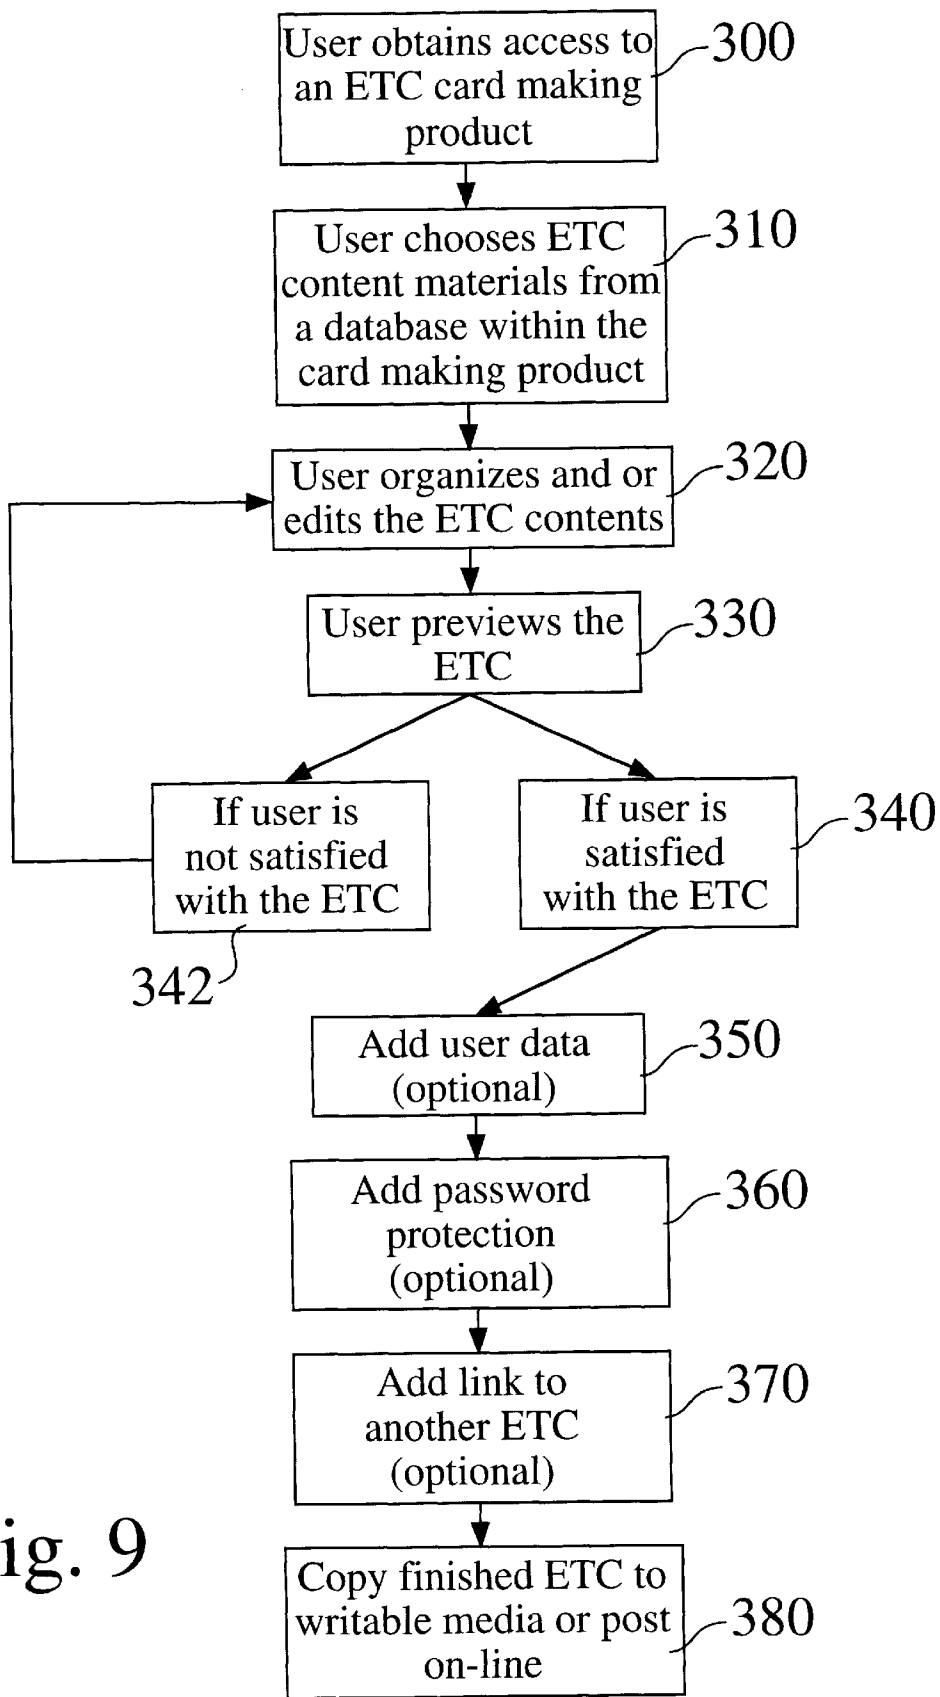 User obtains access to
an ETC card making
product
300
User chooses ETC
content materials from
a database within the
card making product
310
User organizes and or
edits the ETC contents
320
User previews the
ETC
330
If user is
not satisfied
with the ETC
342
If user is
satisfied
with the ETC
340
Add user data
(optional)
350
Add password
protection
(optional)
360
Add link to
another ETC
(optional)
370
Copy finished ETC to
writable media or post
on-line
380
ig. 9